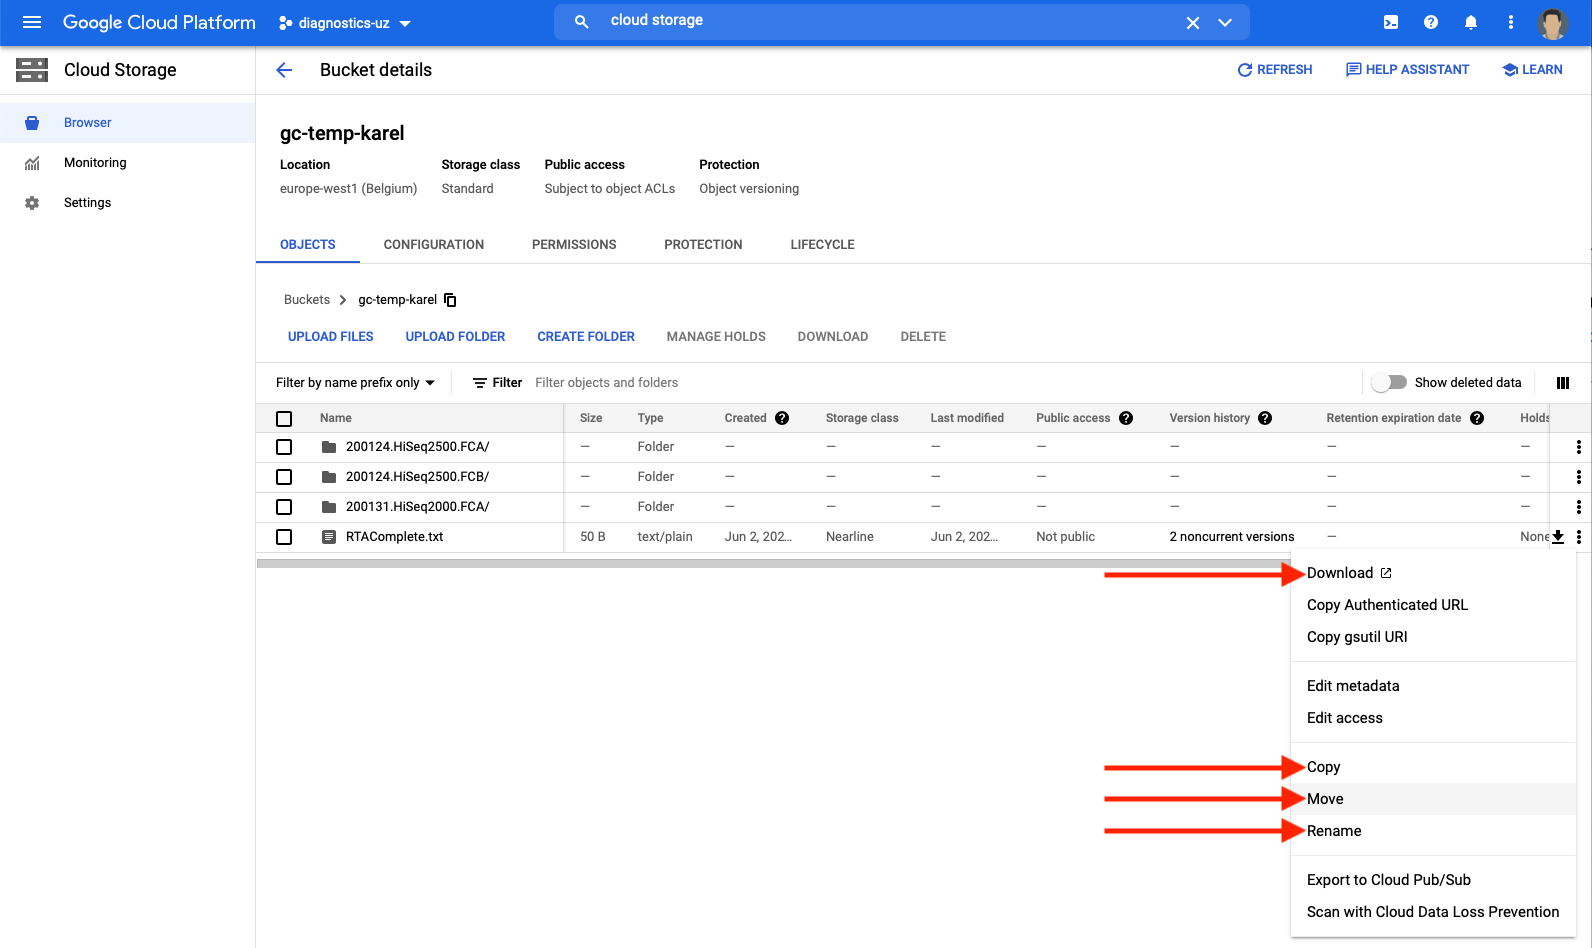 Google Cloud Platform diagnostics-uz cloud storage
Cloud Storage Bucket details REFRESH HELP ASSISTANT LEARN
Browser
Monitoring
Settings
gc-temp-karel
Location Storage class Public access Protection
europe-west1 (Belgium) Standard Subject to object ACLs Object versioning
OBJECTS CONFIGURATION PERMISSIONS PROTECTION LIFECYCLE
Buckets > gc-temp-karel
UPLOAD FILES UPLOAD FOLDER CREATE FOLDER MANAGE HOLDS DOWNLOAD DELETE
Filter by name prefix only Filter Filter objects and folders Show deleted data
Name Size Type Created Storage class Last modified Public access Version history Retention expiration date Holds
200124.HiSeq2500.FCA/ — Folder — — — — — — —
200124.HiSeq2500.FCB/ — Folder — — — — — — —
200131.HiSeq2000.FCA/ — Folder — — — — — — —
RTAComplete.txt 50 B text/plain Jun 2, 202... Nearline Jun 2, 202... Not public 2 noncurrent versions — None
Download
Copy Authenticated URL
Copy gsutil URI
Edit metadata
Edit access
Copy
Move
Rename
Export to Cloud Pub/Sub
Scan with Cloud Data Loss Prevention